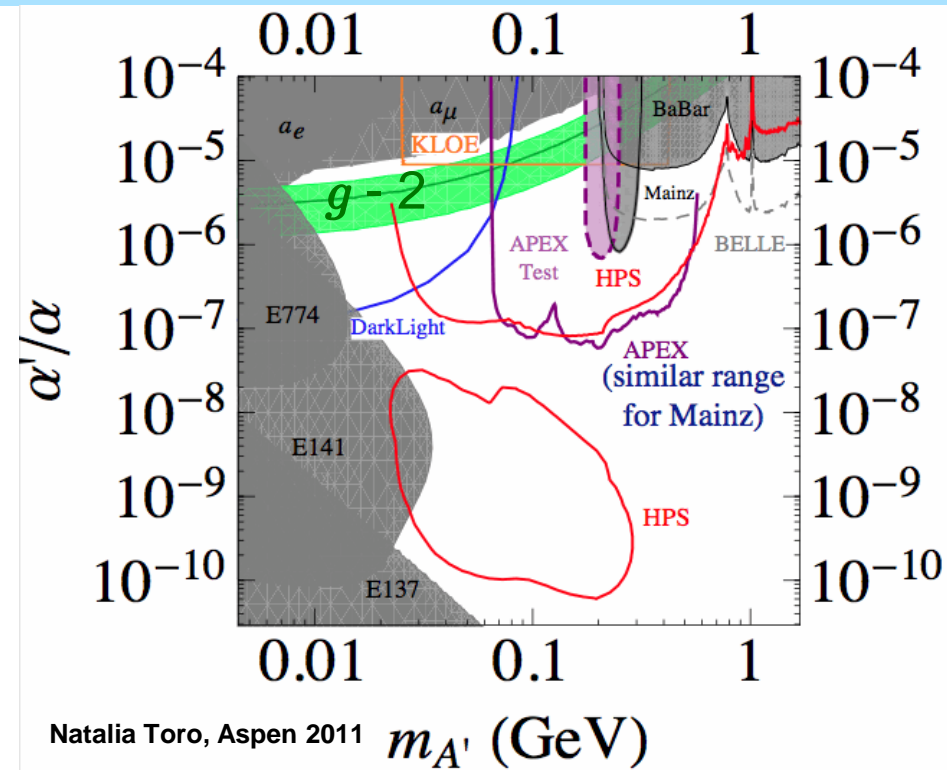 0.01 0.1 1
10⁻⁴ 10⁻⁴
a_e a_μ BaBar
KLOE
10⁻⁵ 10⁻⁵
g - 2 Mainz
10⁻⁶ APEX BELLE 10⁻⁶
Test HPS
E774
10⁻⁷ DarkLight 10⁻⁷
α'/α
APEX
(similar range
for Mainz)
10⁻⁸ 10⁻⁸
E141
10⁻⁹ 10⁻⁹
HPS
10⁻¹⁰ 10⁻¹⁰
E137
0.01 0.1 1
Natalia Toro, Aspen 2011 m_A' (GeV)